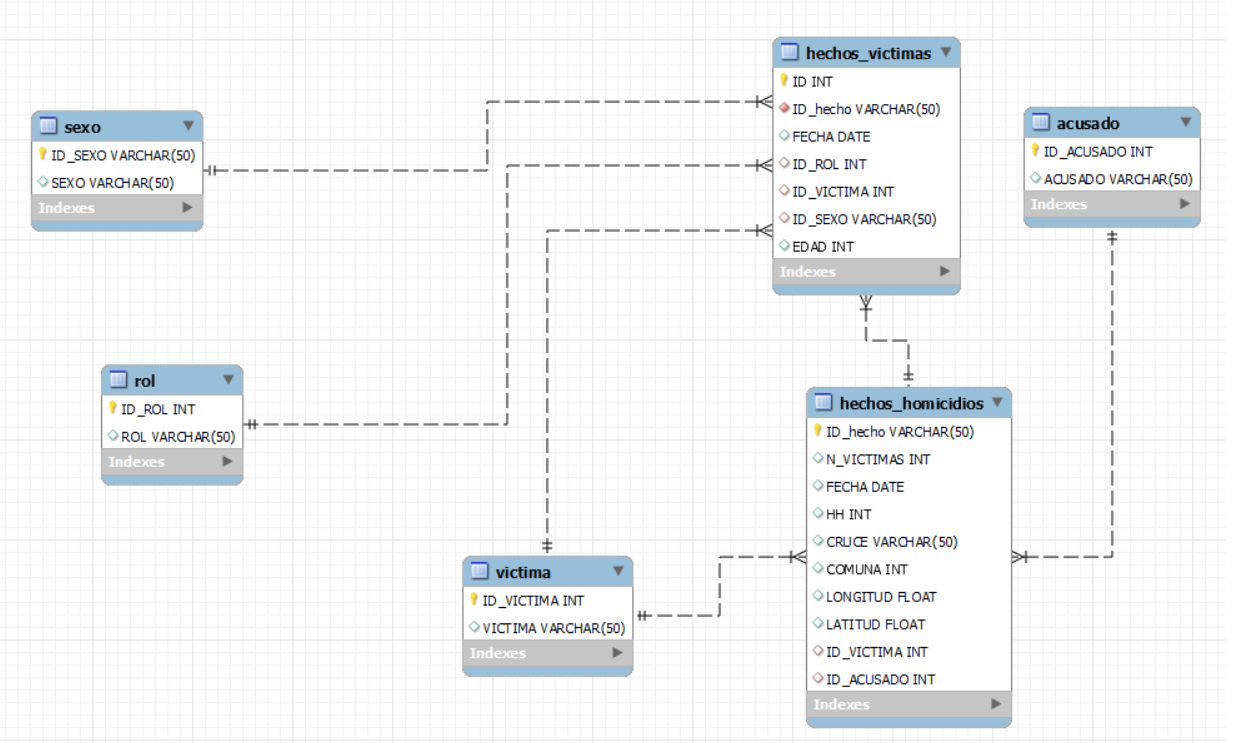 hechos_victimas
ID INT
ID_hecho VARCHAR(50)
FECHA DATE
ID_ROL INT
ID_VICTIMA INT
ID_SEXO VARCHAR(50)
EDAD INT
Indexes
sexo
ID_SEXO VARCHAR(50)
SEXO VARCHAR(50)
Indexes
acusado
ID_ACUSADO INT
ACUSADO VARCHAR(50)
Indexes
rol
ID_ROL INT
ROL VARCHAR(50)
Indexes
hechos_homicidios
ID_hecho VARCHAR(50)
N_VICTIMAS INT
FECHA DATE
HH INT
CRUCE VARCHAR(50)
COMUNA INT
LONGITUD FLOAT
LATITUD FLOAT
ID_VICTIMA INT
ID_ACUSADO INT
Indexes
victima
ID_VICTIMA INT
VICTIMA VARCHAR(50)
Indexes